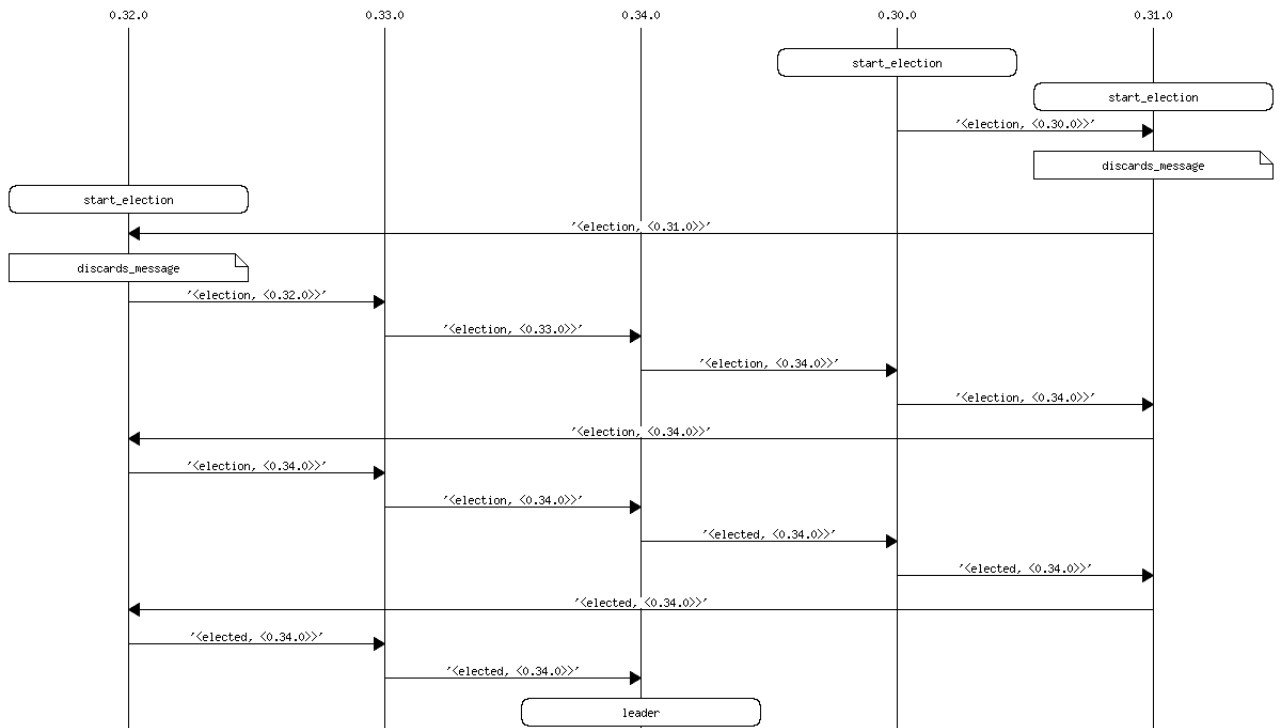 0.32.0 0.33.0 0.34.0 0.30.0 0.31.0
start_election
start_election
'<election, <0.30.0>>'
discards_message
start_election
'<election, <0.31.0>>'
discards_message
'<election, <0.32.0>>'
'<election, <0.33.0>>'
'<election, <0.34.0>>'
'<election, <0.34.0>>'
'<election, <0.34.0>>'
'<election, <0.34.0>>'
'<election, <0.34.0>>'
'<elected, <0.34.0>>'
'<elected, <0.34.0>>'
'<elected, <0.34.0>>'
'<elected, <0.34.0>>'
'<elected, <0.34.0>>'
leader